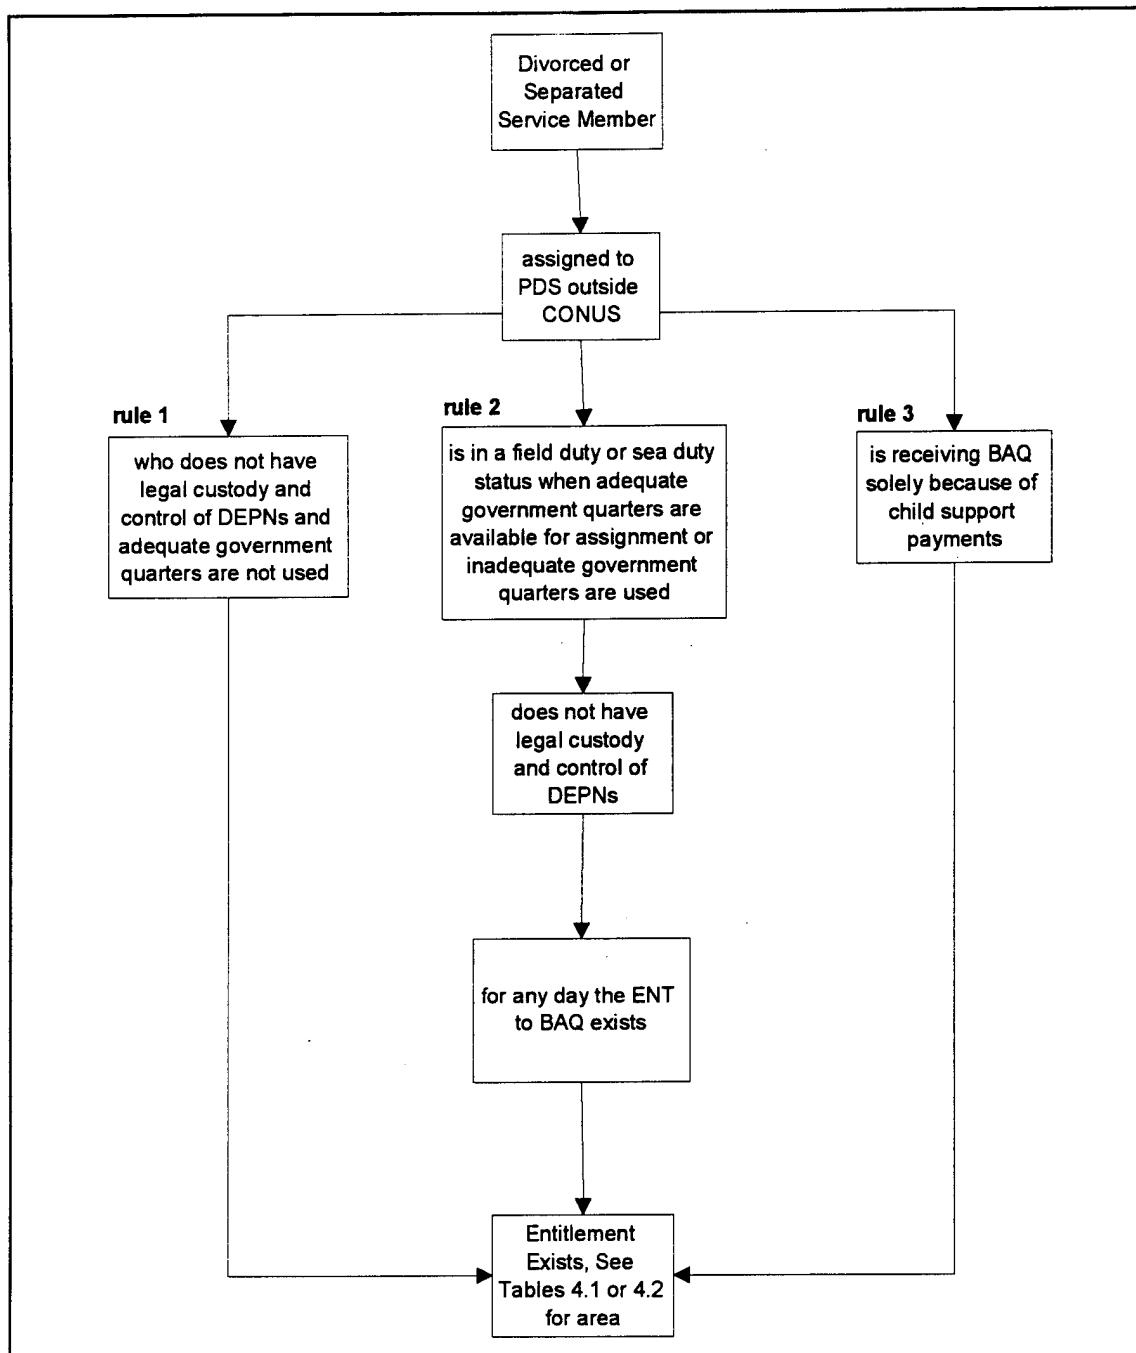 Divorced or
Separated
Service Member
assigned to
PDS outside
CONUS
rule 1
who does not have
legal custody and
control of DEPNs and
adequate government
quarters are not used
rule 2
is in a field duty or sea duty
status when adequate
government quarters are
available for assignment or
inadequate government
quarters are used
does not have
legal custody
and control of
DEPNs
for any day the ENT
to BAQ exists
rule 3
is receiving BAQ
solely because of
child support
payments
Entitlement
Exists, See
Tables 4.1 or 4.2
for area